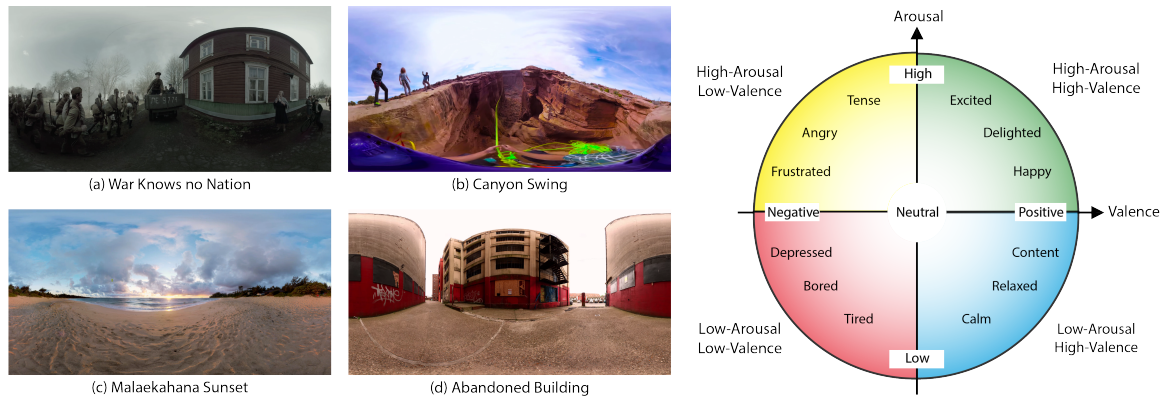 (a) War Knows no Nation
(b) Canyon Swing
(c) Malaekahana Sunset
(d) Abandoned Building
Arousal
High-Arousal
Low-Valence
High-Arousal
High-Valence
High
Tense
Excited
Angry
Delighted
Frustrated
Happy
Negative
Neutral
Positive
Valence
Depressed
Content
Bored
Relaxed
Tired
Calm
Low-Arousal
Low-Valence
Low-Arousal
High-Valence
Low